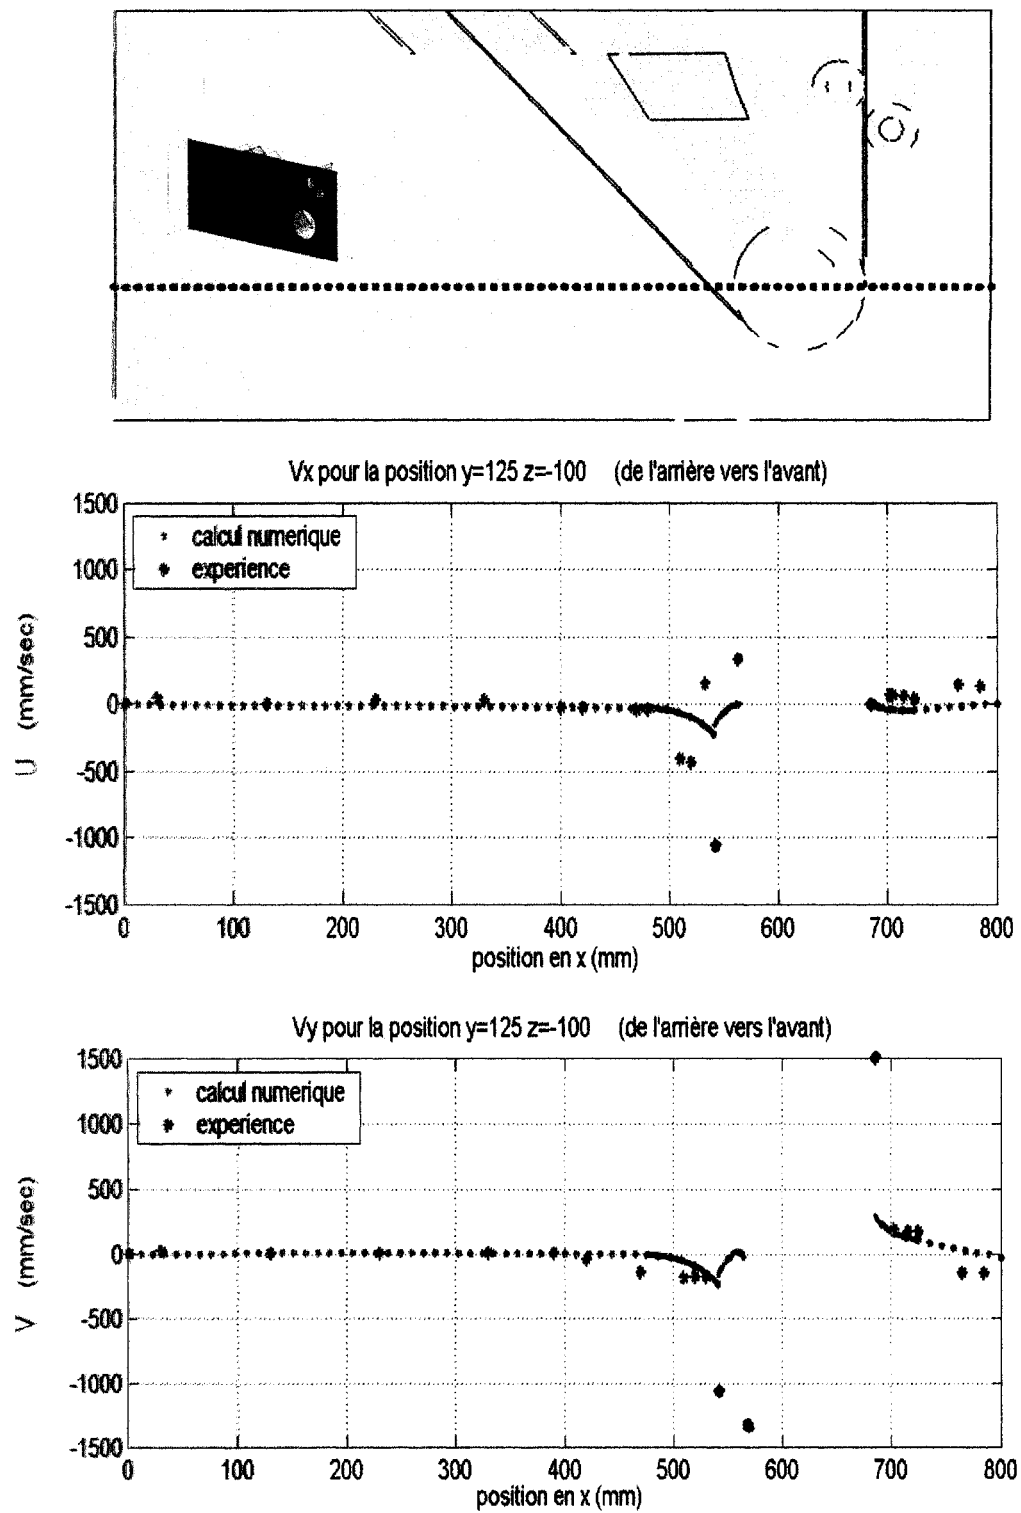 Vx pour la position y=125 z=-100 (de l'arrière vers l'avant)
1500
1000
500
0
-500
-1000
-1500
calcul numerique
experience
U (mm/sec)
0 100 200 300 400 500 600 700 800
position en x (mm)
Vy pour la position y=125 z=-100 (de l'arrière vers l'avant)
1500
1000
500
0
-500
-1000
-1500
calcul numerique
experience
V (mm/sec)
0 100 200 300 400 500 600 700 800
position en x (mm)